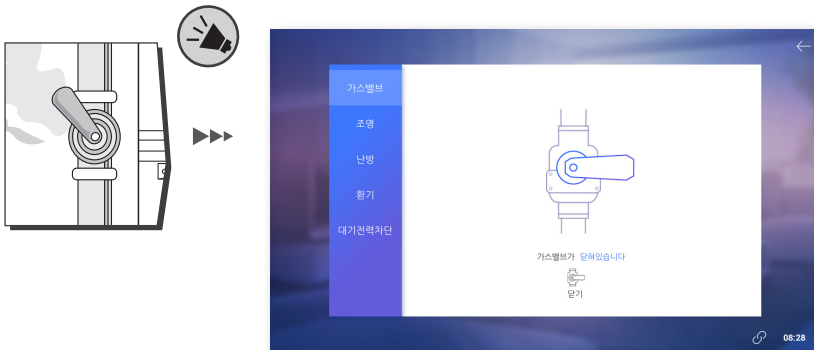 가스밸브
조명
난방
환기
대기전력차단
가스밸브가 닫혀있습니다
닫기
08:28